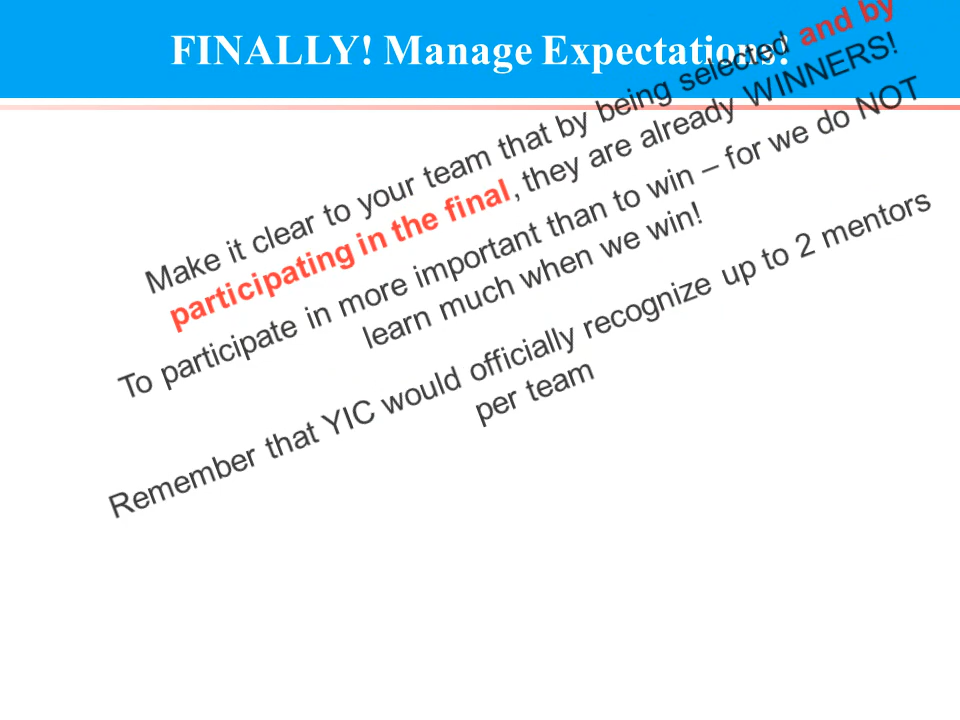 FINALLY! Manage Expectations!
Make it clear to your team that by being selected and by
participating in the final, they are already WINNERS!
To participate in more important than to win – for we do NOT
learn much when we win!
Remember that YIC would officially recognize up to 2 mentors
per team